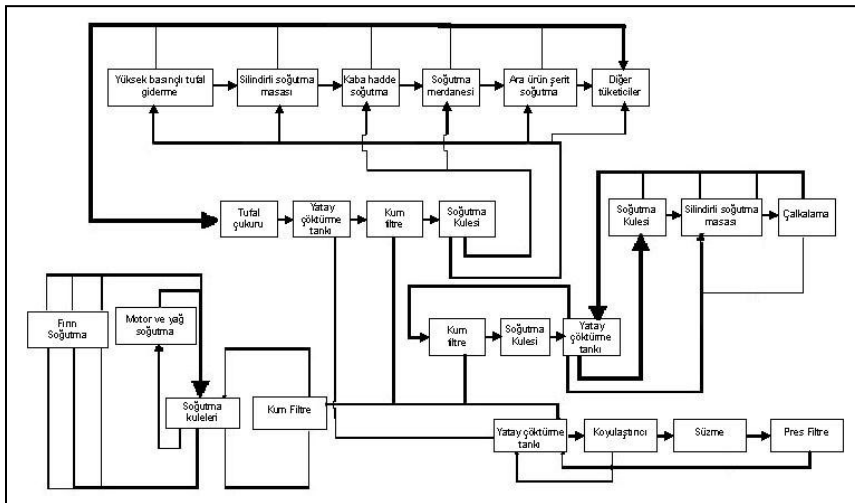 Yüksek basınçlı tufal
giderme
Silindirli soğutma
masası
Kaba hadde
soğutma
Soğutma
merdanesi
Ara ürün şerit
soğutma
Diğer
tüketiciler
Tufal
çukuru
Yatay
çöktürme
tankı
Kum
filtre
Soğutma
Kulesi
Soğutma
Kulesi
Silindirli soğutma
masası
Çalkalama
Fırın
Soğutma
Motor ve yağ
soğutma
Kum
filtre
Soğutma
Kulesi
Yatay
çöktürme
tankı
Soğutma
kuleleri
Kum Filtre
Yatay çöktürme
tankı
Koyulaştırıcı
Süzme
Pres Filtre